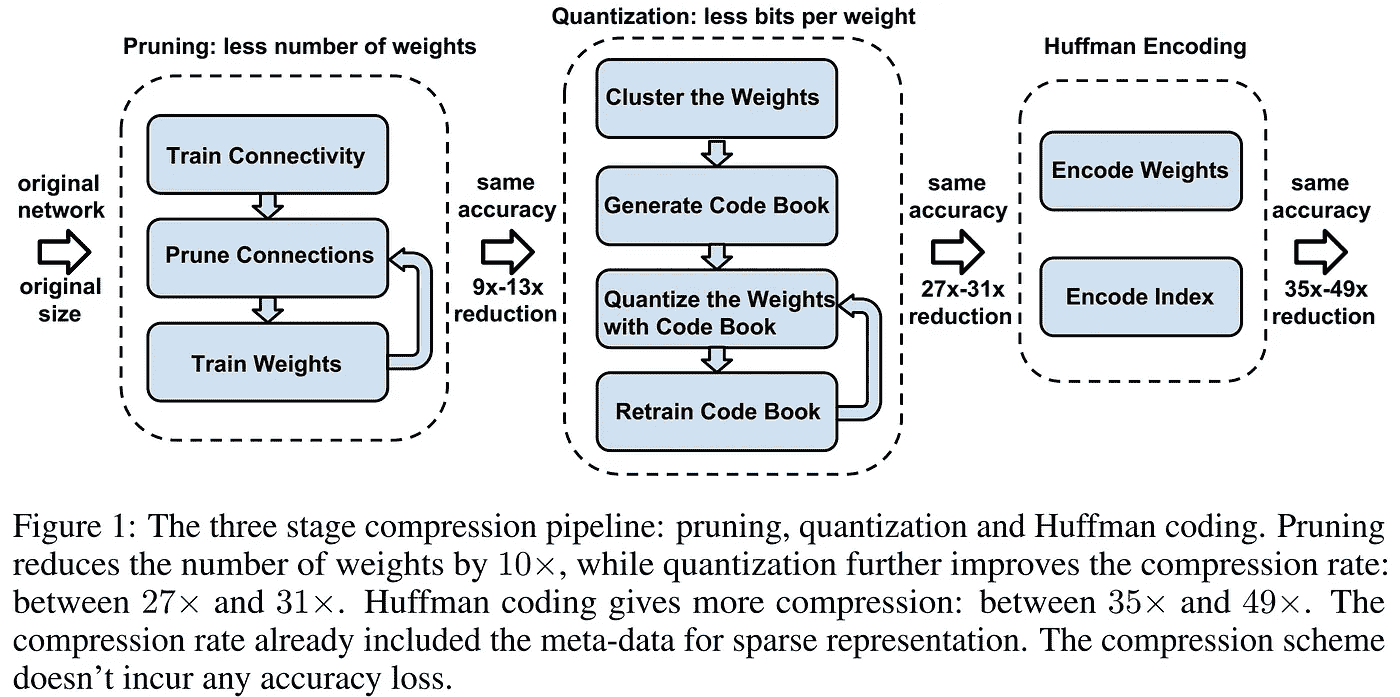 Pruning: less number of weights
Train Connectivity
Prune Connections
Train Weights
original
network
original
size
same
accuracy
9x-13x
reduction
Quantization: less bits per weight
Cluster the Weights
Generate Code Book
Quantize the Weights
with Code Book
Retrain Code Book
same
accuracy
27x-31x
reduction
Huffman Encoding
Encode Weights
Encode Index
same
accuracy
35x-49x
reduction
Figure 1: The three stage compression pipeline: pruning, quantization and Huffman coding. Pruning
reduces the number of weights by 10×, while quantization further improves the compression rate:
between 27× and 31×. Huffman coding gives more compression: between 35× and 49×. The
compression rate already included the meta-data for sparse representation. The compression scheme
doesn't incur any accuracy loss.